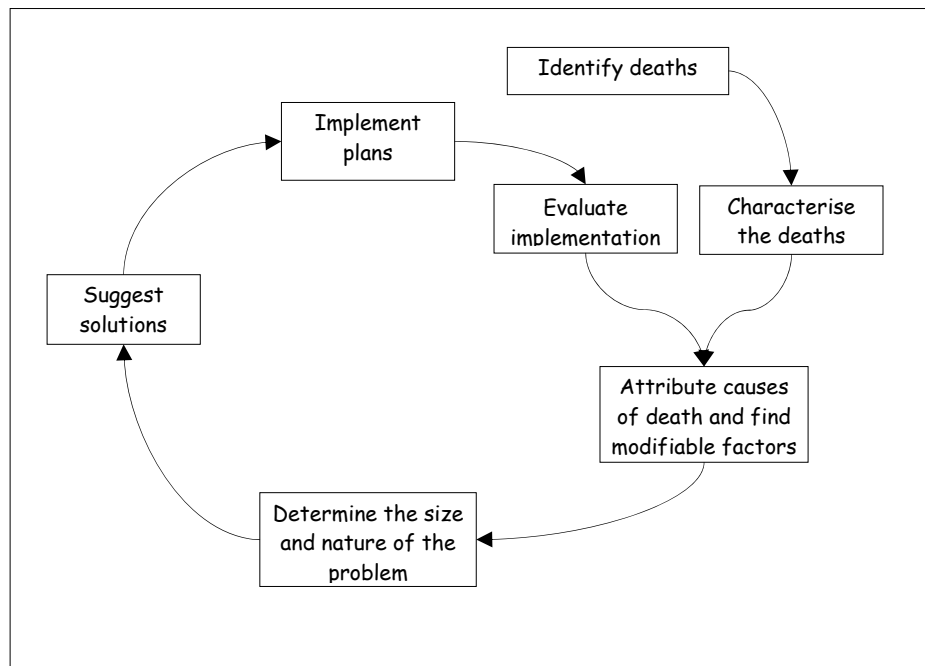 Identify deaths
Implement
plans
Evaluate
implementation
Characterise
the deaths
Suggest
solutions
Attribute causes
of death and find
modifiable factors
Determine the size
and nature of the
problem